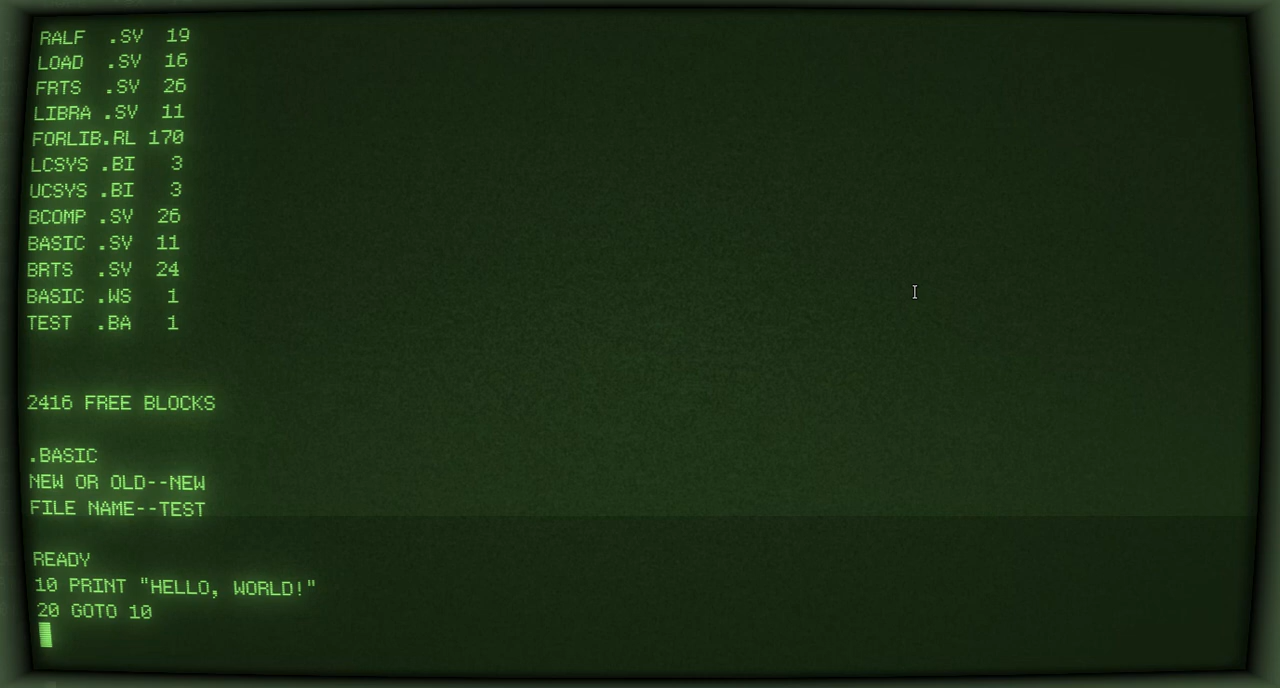 RALF  .SV  19
LOAD  .SV  16
FRTS  .SV  26
LIBRA .SV  11
FORLIB.RL 170
LCSYS .BI   3
UCSYS .BI   3
BCOMP .SV  26
BASIC .SV  11
BRTS  .SV  24
BASIC .WS   1
TEST  .BA   1
2416 FREE BLOCKS
.BASIC
NEW OR OLD--NEW
FILE NAME--TEST
READY
10 PRINT "HELLO, WORLD!"
20 GOTO 10